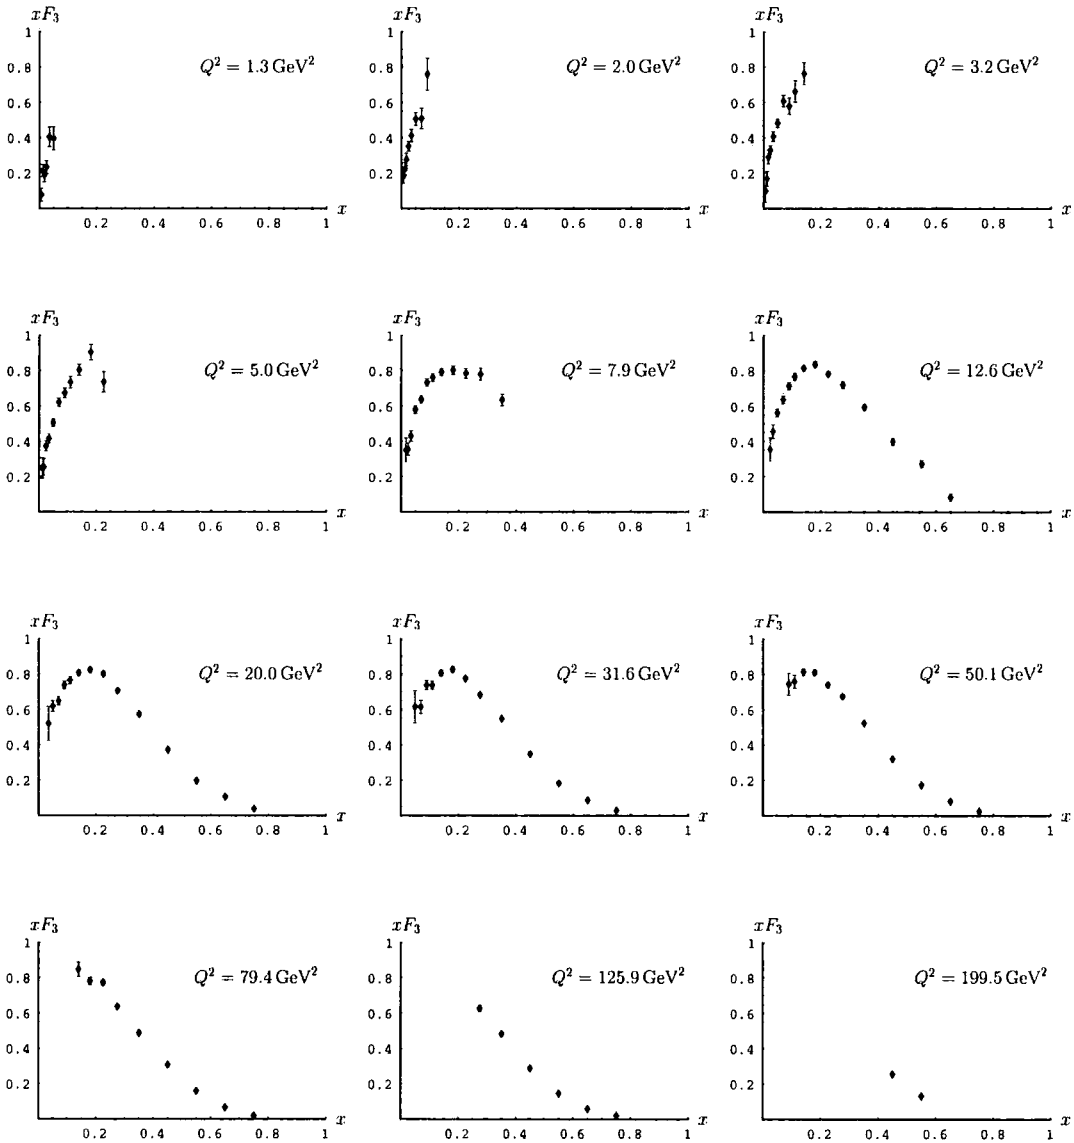 xF₃
1
0.8
0.6
0.4
0.2
Q² = 1.3 GeV²
0.2 0.4 0.6 0.8 1
x
xF₃
1
0.8
0.6
0.4
0.2
Q² = 2.0 GeV²
0.2 0.4 0.6 0.8 1
x
xF₃
1
0.8
0.6
0.4
0.2
Q² = 3.2 GeV²
0.2 0.4 0.6 0.8 1
x
xF₃
1
0.8
0.6
0.4
0.2
Q² = 5.0 GeV²
0.2 0.4 0.6 0.8 1
x
xF₃
1
0.8
0.6
0.4
0.2
Q² = 7.9 GeV²
0.2 0.4 0.6 0.8 1
x
xF₃
1
0.8
0.6
0.4
0.2
Q² = 12.6 GeV²
0.2 0.4 0.6 0.8 1
x
xF₃
1
0.8
0.6
0.4
0.2
Q² = 20.0 GeV²
0.2 0.4 0.6 0.8 1
x
xF₃
1
0.8
0.6
0.4
0.2
Q² = 31.6 GeV²
0.2 0.4 0.6 0.8 1
x
xF₃
1
0.8
0.6
0.4
0.2
Q² = 50.1 GeV²
0.2 0.4 0.6 0.8 1
x
xF₃
1
0.8
0.6
0.4
0.2
Q² = 79.4 GeV²
0.2 0.4 0.6 0.8 1
x
xF₃
1
0.8
0.6
0.4
0.2
Q² = 125.9 GeV²
0.2 0.4 0.6 0.8 1
x
xF₃
1
0.8
0.6
0.4
0.2
Q² = 199.5 GeV²
0.2 0.4 0.6 0.8 1
x